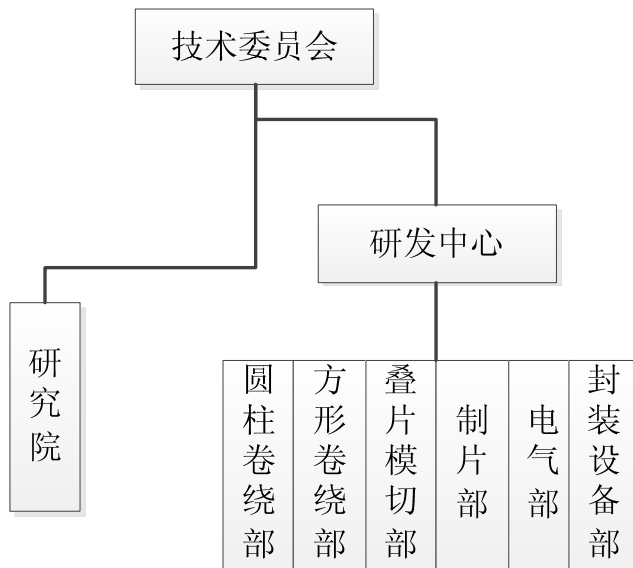 技术委员会
研发中心
研究院
圆柱卷绕部
方形卷绕部
叠片模切部
制片部
电气部
封装设备部